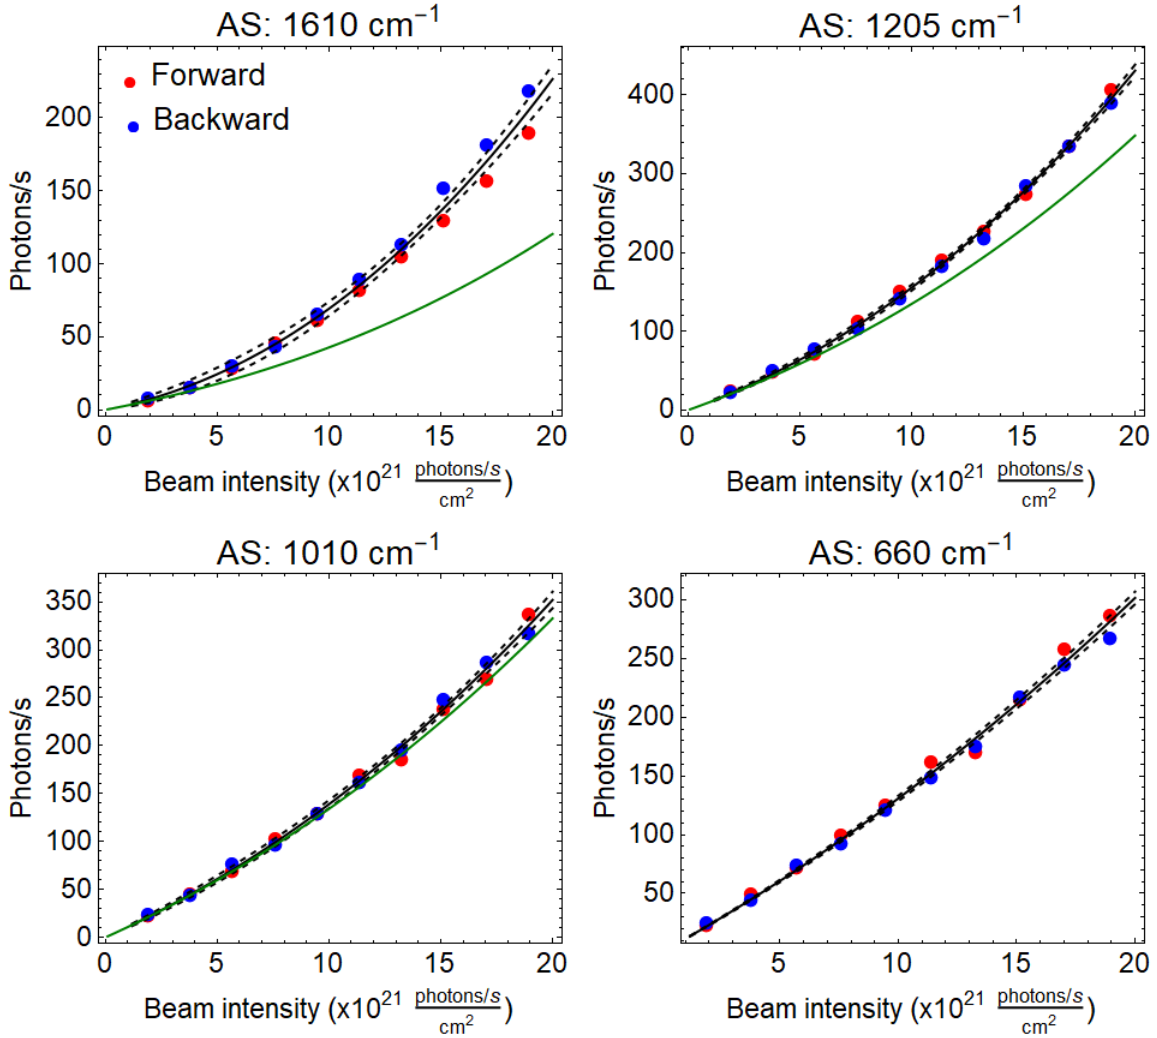 AS: 1610 cm⁻¹
Forward
Backward
Photons/s
200
150
100
50
0
0 5 10 15 20
Beam intensity (x10²¹ photons/s / cm²)
AS: 1205 cm⁻¹
Photons/s
400
300
200
100
0
0 5 10 15 20
Beam intensity (x10²¹ photons/s / cm²)
AS: 1010 cm⁻¹
Photons/s
350
300
250
200
150
100
50
0
0 5 10 15 20
Beam intensity (x10²¹ photons/s / cm²)
AS: 660 cm⁻¹
Photons/s
300
250
200
150
100
50
5 10 15 20
Beam intensity (x10²¹ photons/s / cm²)